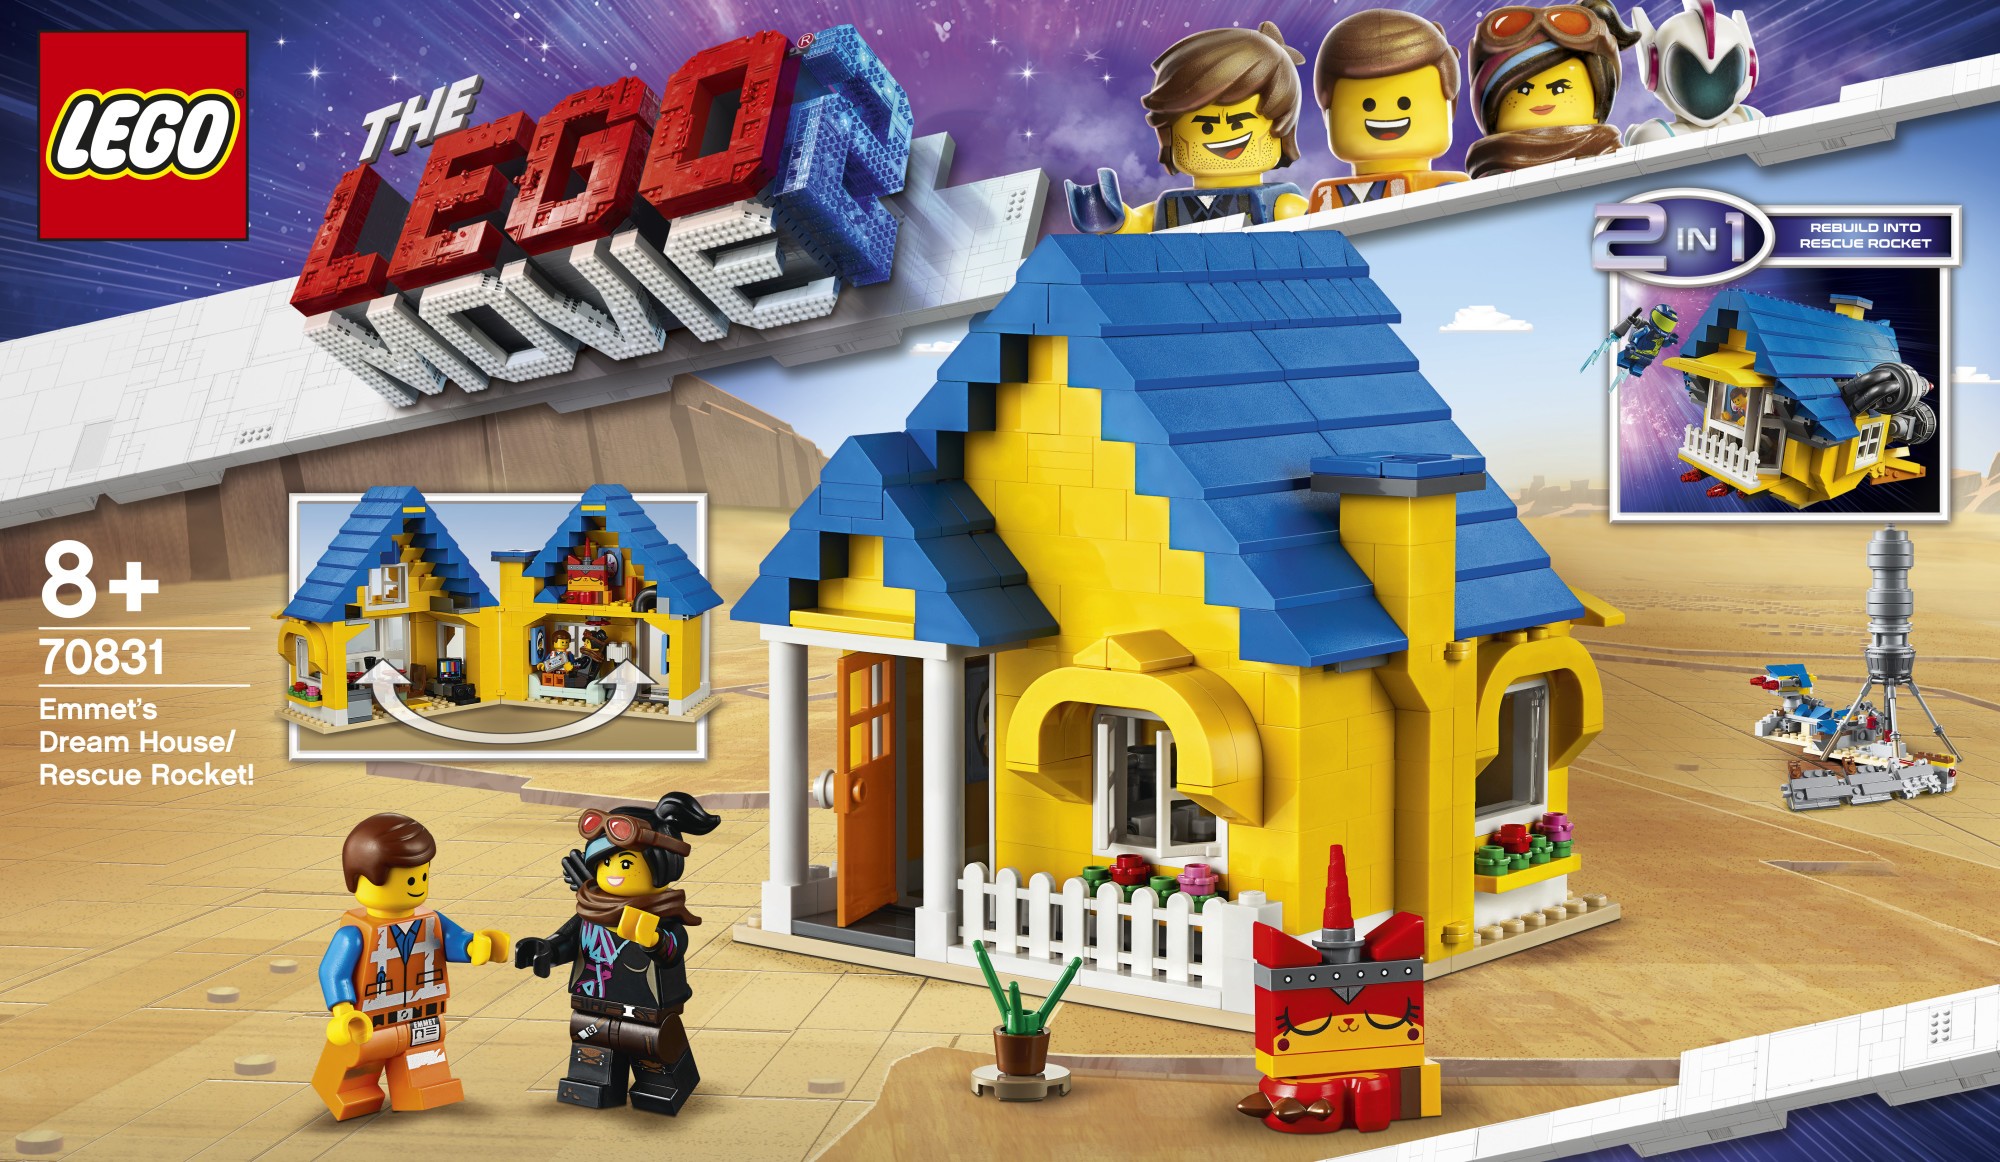 LEGO®
THE
LEGO® 2
MOVIE
2 IN 1
REBUILD INTO
RESCUE ROCKET
8+
70831
Emmet's
Dream House/
Rescue Rocket!
EMMET